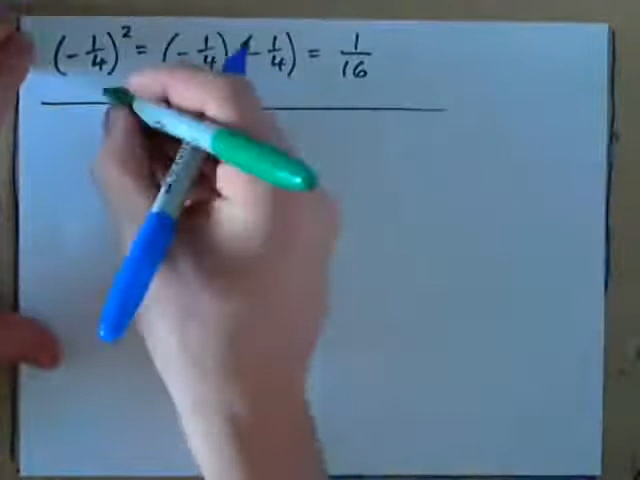 (-1/4)² = (-1/4)(-1/4) = 1/16